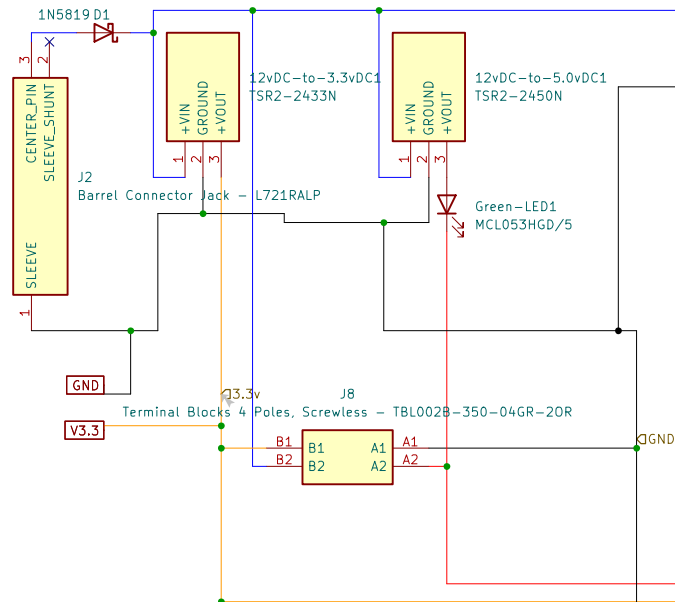 1N5819 D1
3
2
CENTER_PIN
SLEEVE_SHUNT
SLEEVE
1
J2
Barrel Connector Jack - L721RALP
+VIN
GROUND
+VOUT
1
2
3
12vDC-to-3.3vDC1
TSR2-2433N
+VIN
GROUND
+VOUT
1
2
3
12vDC-to-5.0vDC1
TSR2-2450N
Green-LED1
MCL053HGD/5
GND
3.3v
V3.3
J8
Terminal Blocks 4 Poles, Screwless - TBL002B-350-04GR-2OR
B1 B1 A1 A1
B2 B2 A2 A2
GND